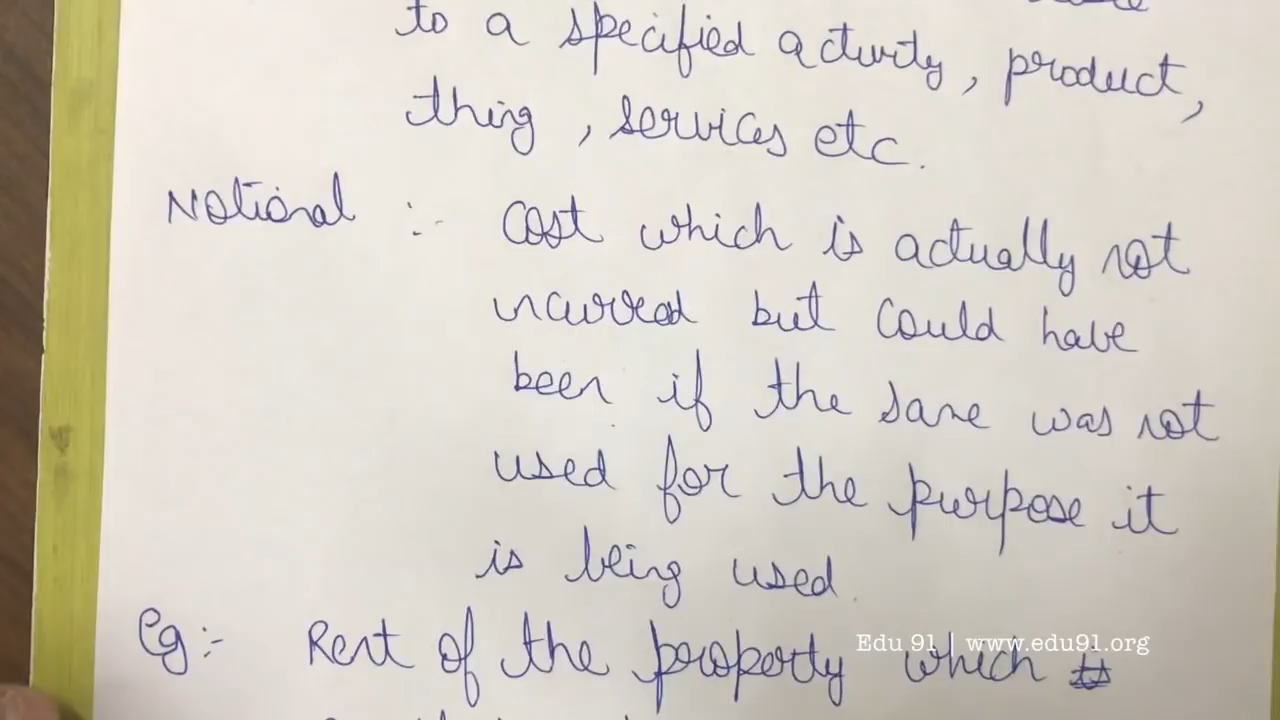 to a specified activity, product,
thing, services etc.
Notional :- Cost which is actually not
incurred but could have
been if the same was not
used for the purpose it
is being used.
Eg:- Rent of the property which
Edu 91 | www.edu91.org